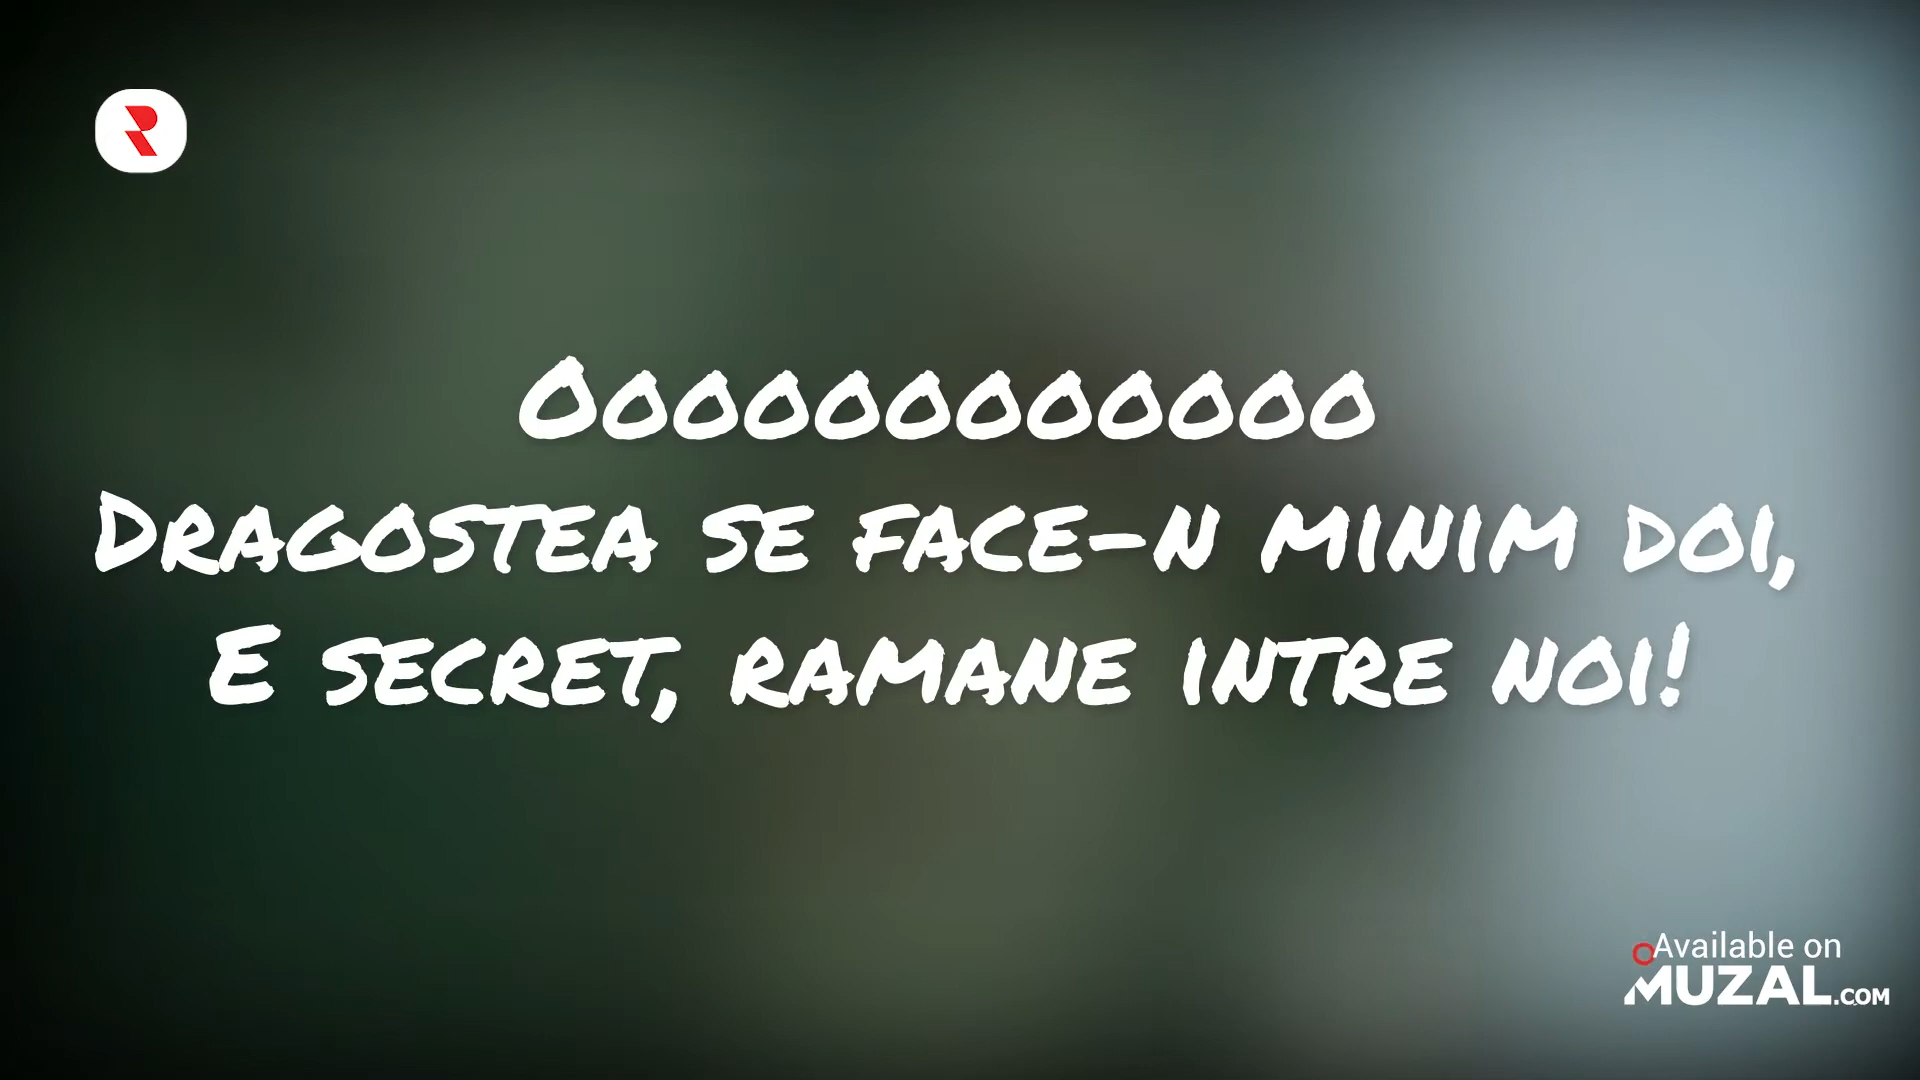 Oooooooooooo
Dragostea se face-n minim doi,
E secret, ramane intre noi!
Available on
MUZAL.COM